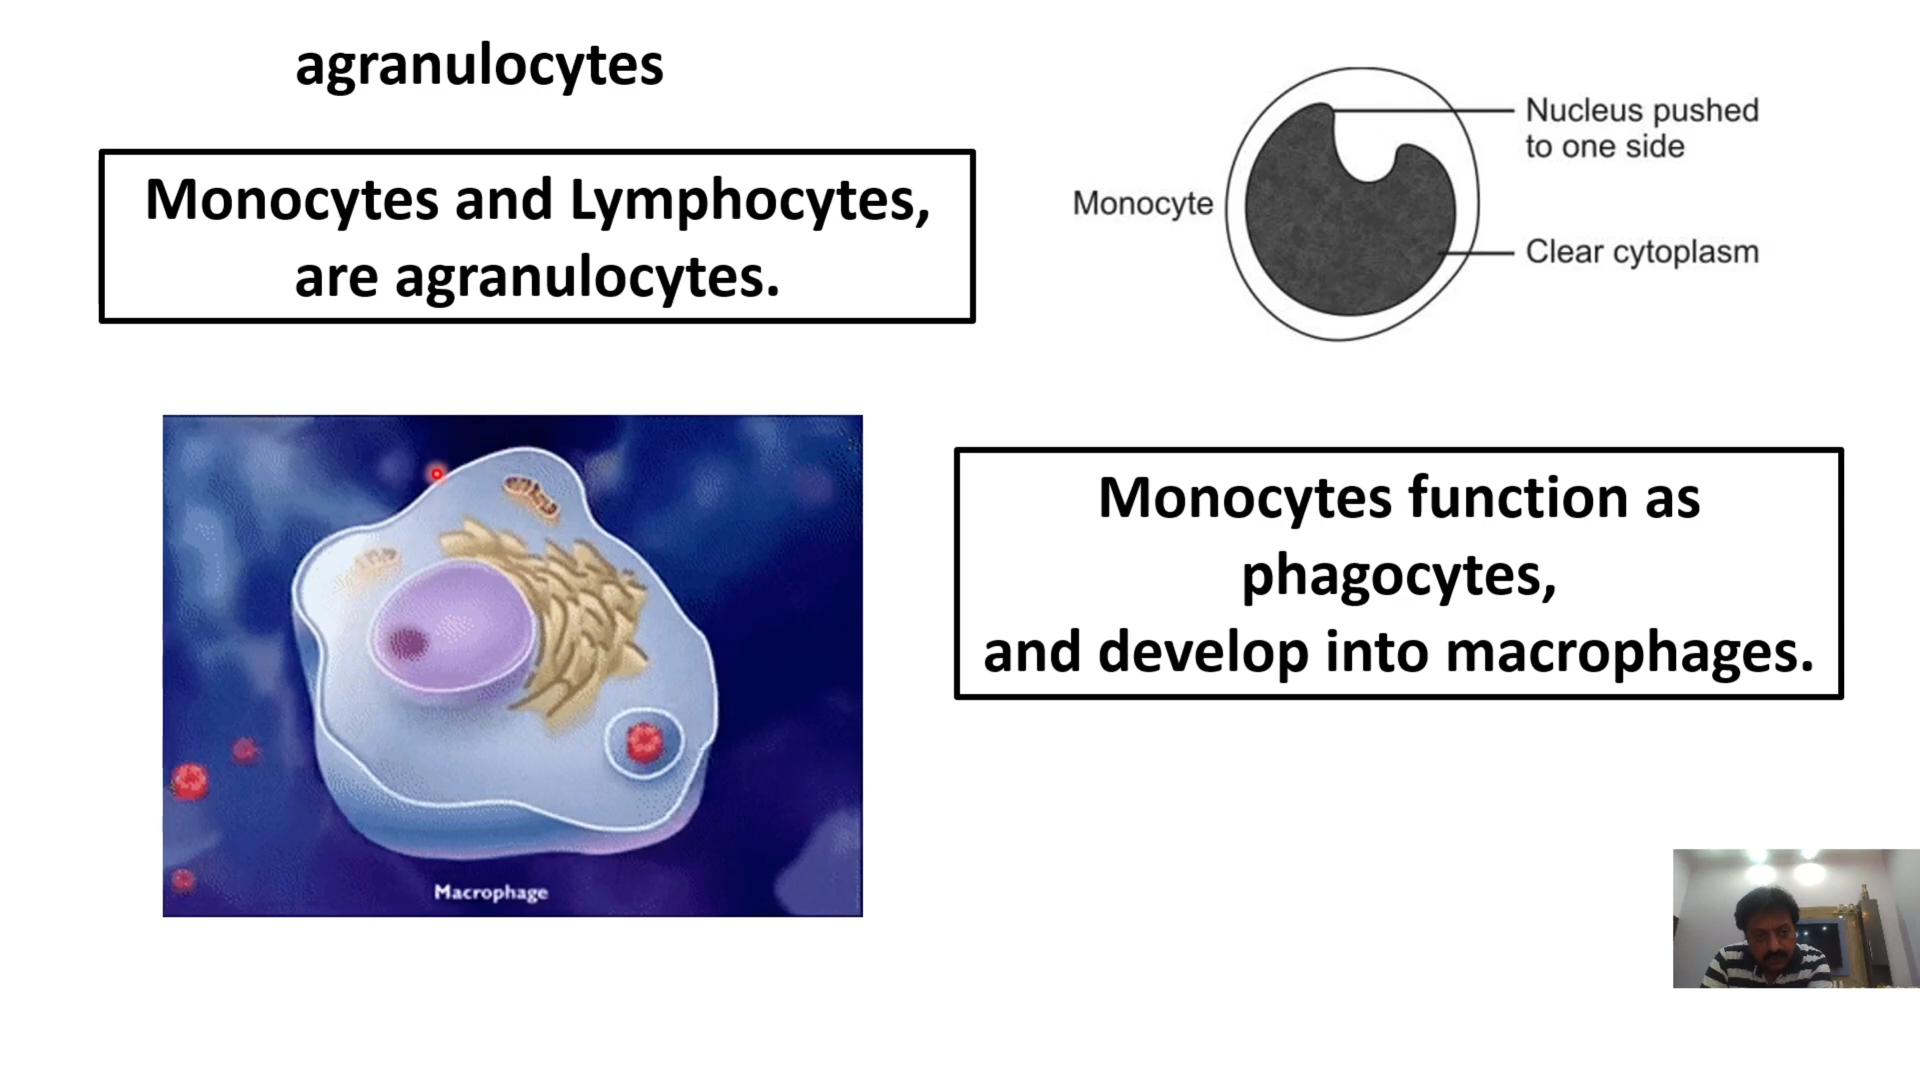 agranulocytes
Monocytes and Lymphocytes,
are agranulocytes.
Monocyte
Nucleus pushed
to one side
Clear cytoplasm
Monocytes function as
phagocytes,
and develop into macrophages.
Macrophage